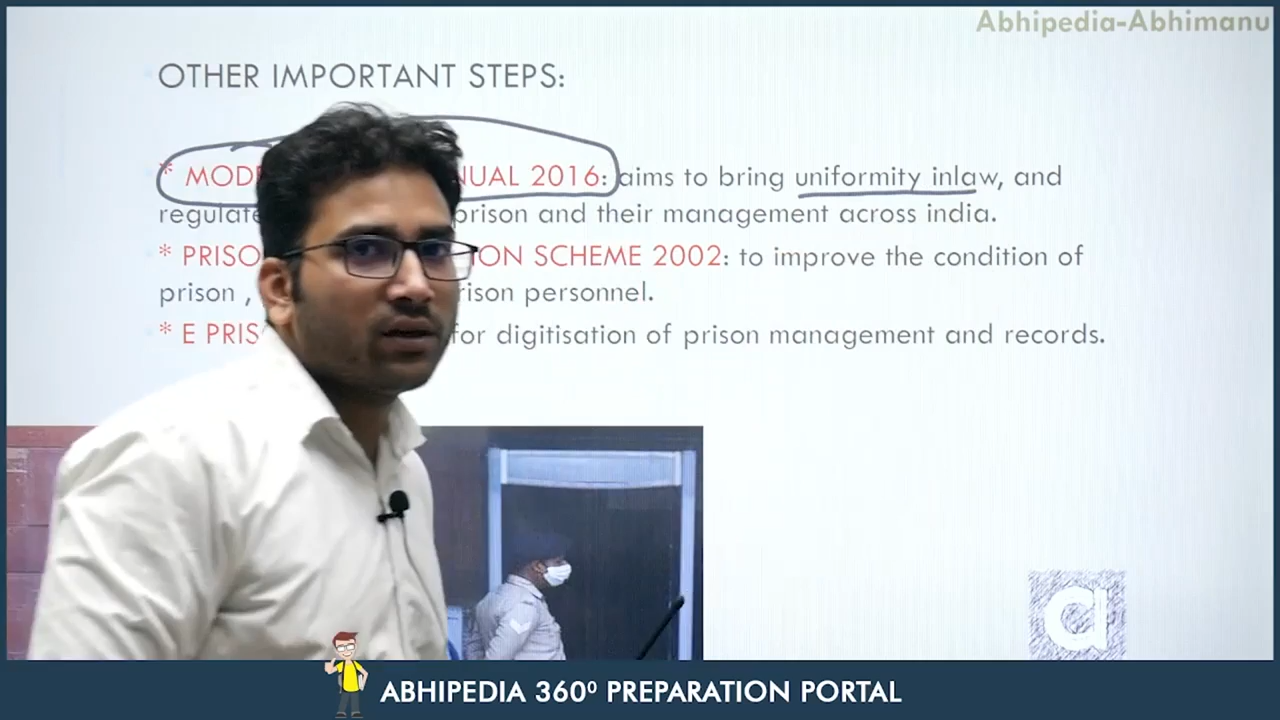 Abhipedia-Abhimanu
OTHER IMPORTANT STEPS:
* MODE NUAL 2016: aims to bring uniformity inlaw, and
regulate prison and their management across india.
* PRISO ION SCHEME 2002: to improve the condition of
prison , rison personnel.
* E PRIS for digitisation of prison management and records.
a
ABHIPEDIA 360⁰ PREPARATION PORTAL